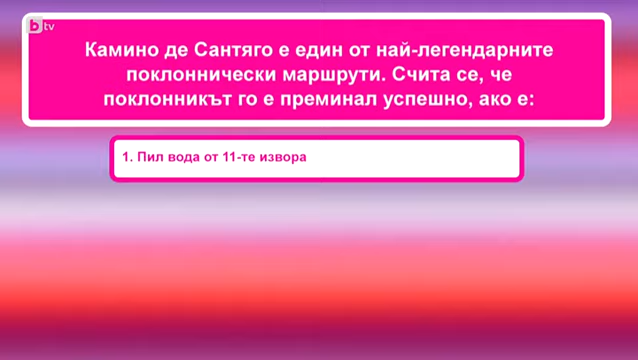 btv
Камино де Сантяго е един от най-легендарните
поклоннически маршрути. Счита се, че
поклонникът го е преминал успешно, ако е:
1. Пил вода от 11-те извора